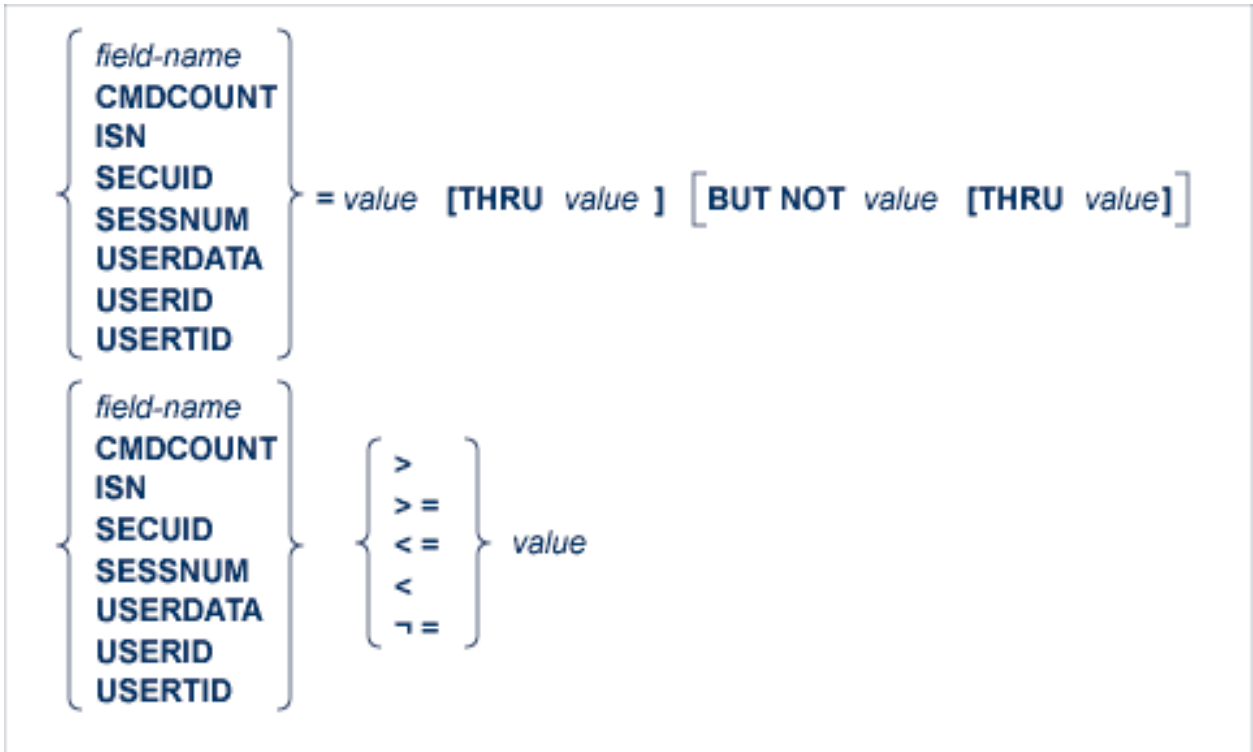 field-name
CMDCOUNT
ISN
SECUID
= value [THRU value ] [BUT NOT value [THRU value]]
SESSNUM
USERDATA
USERID
USERTID
field-name
CMDCOUNT
ISN
SECUID
SESSNUM
USERDATA
USERID
USERTID
>
> =
< =
<
¬ =
value